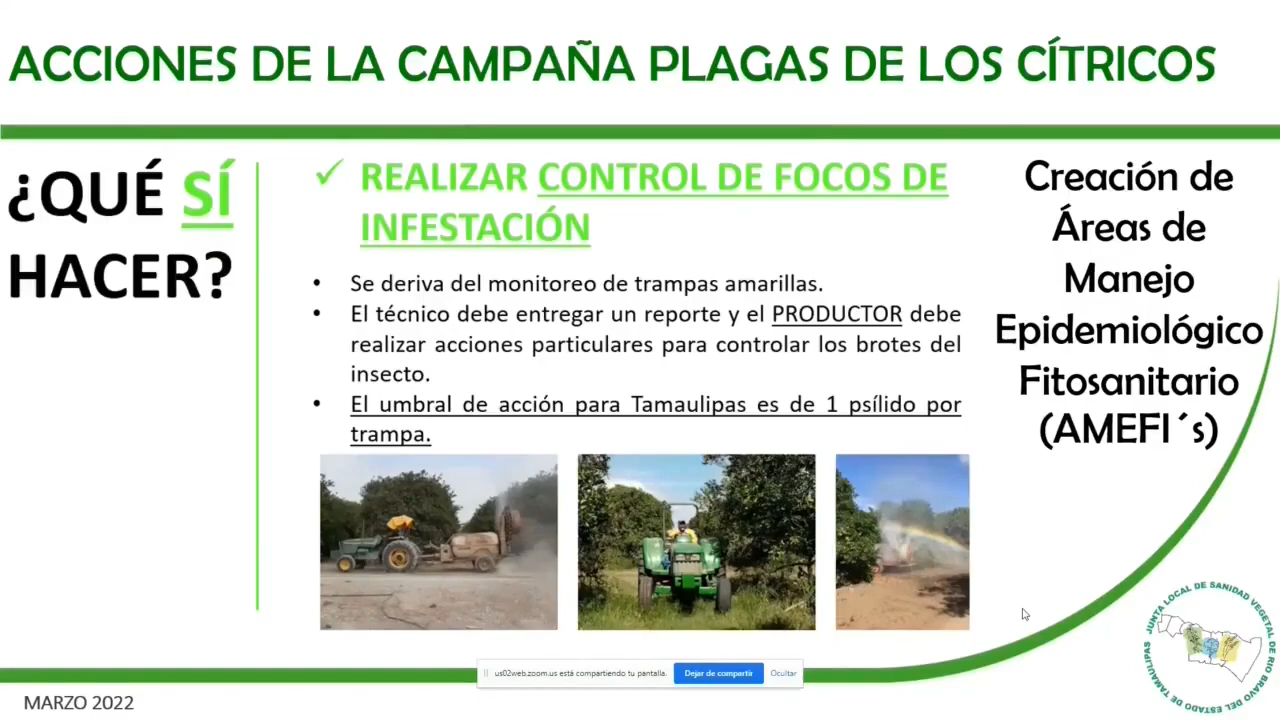 ACCIONES DE LA CAMPAÑA PLAGAS DE LOS CÍTRICOS
¿QUÉ SÍ
HACER?
✓ REALIZAR CONTROL DE FOCOS DE
INFESTACIÓN
• Se deriva del monitoreo de trampas amarillas.
• El técnico debe entregar un reporte y el PRODUCTOR debe
realizar acciones particulares para controlar los brotes del
insecto.
• El umbral de acción para Tamaulipas es de 1 psílido por
trampa.
Creación de
Áreas de
Manejo
Epidemiológico
Fitosanitario
(AMEFI´s)
JUNTA LOCAL DE SANIDAD VEGETAL DE RIO BRAVO DEL ESTADO DE TAMAULIPAS
us02web.zoom.us está compartiendo tu pantalla. Dejar de compartir Ocultar
MARZO 2022